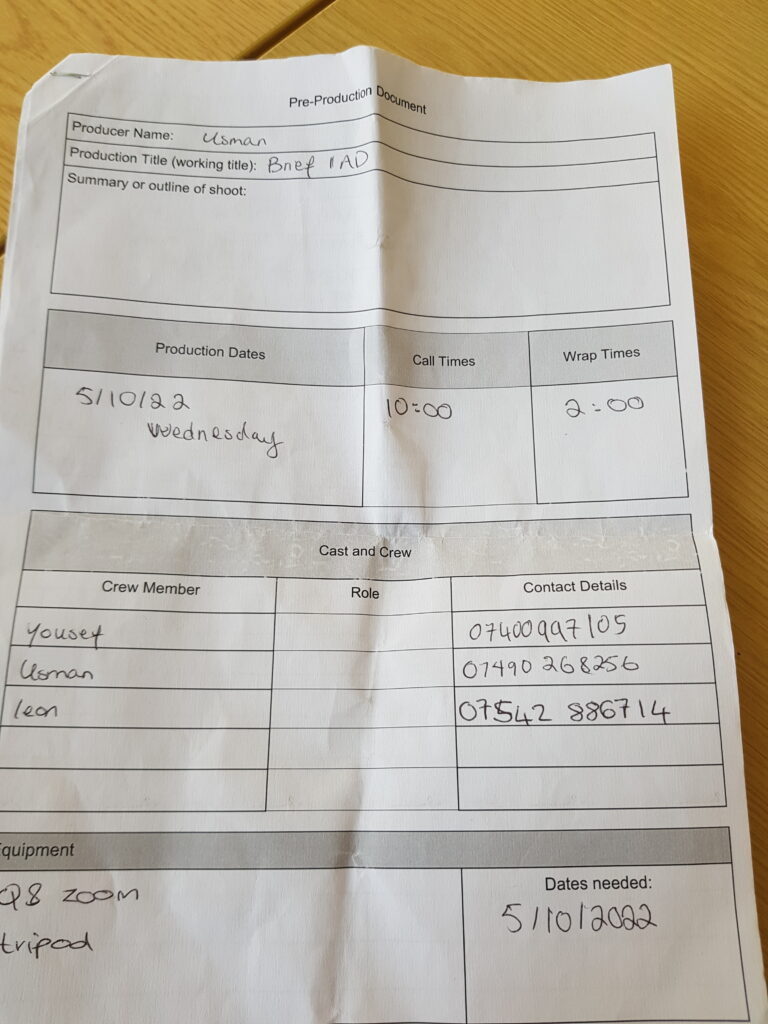 Pre-Production Document
Producer Name: Usman
Production Title (working title): Brief 1 AD
Summary or outline of shoot:
Production Dates Call Times Wrap Times
5/10/22 10:00 2:00
Wednesday
Cast and Crew
Crew Member Role Contact Details
Yousef 07400997105
Usman 07490 268256
leon 07542 886714
quipment
Q8 zoom Dates needed:
tripod 5/10/2022